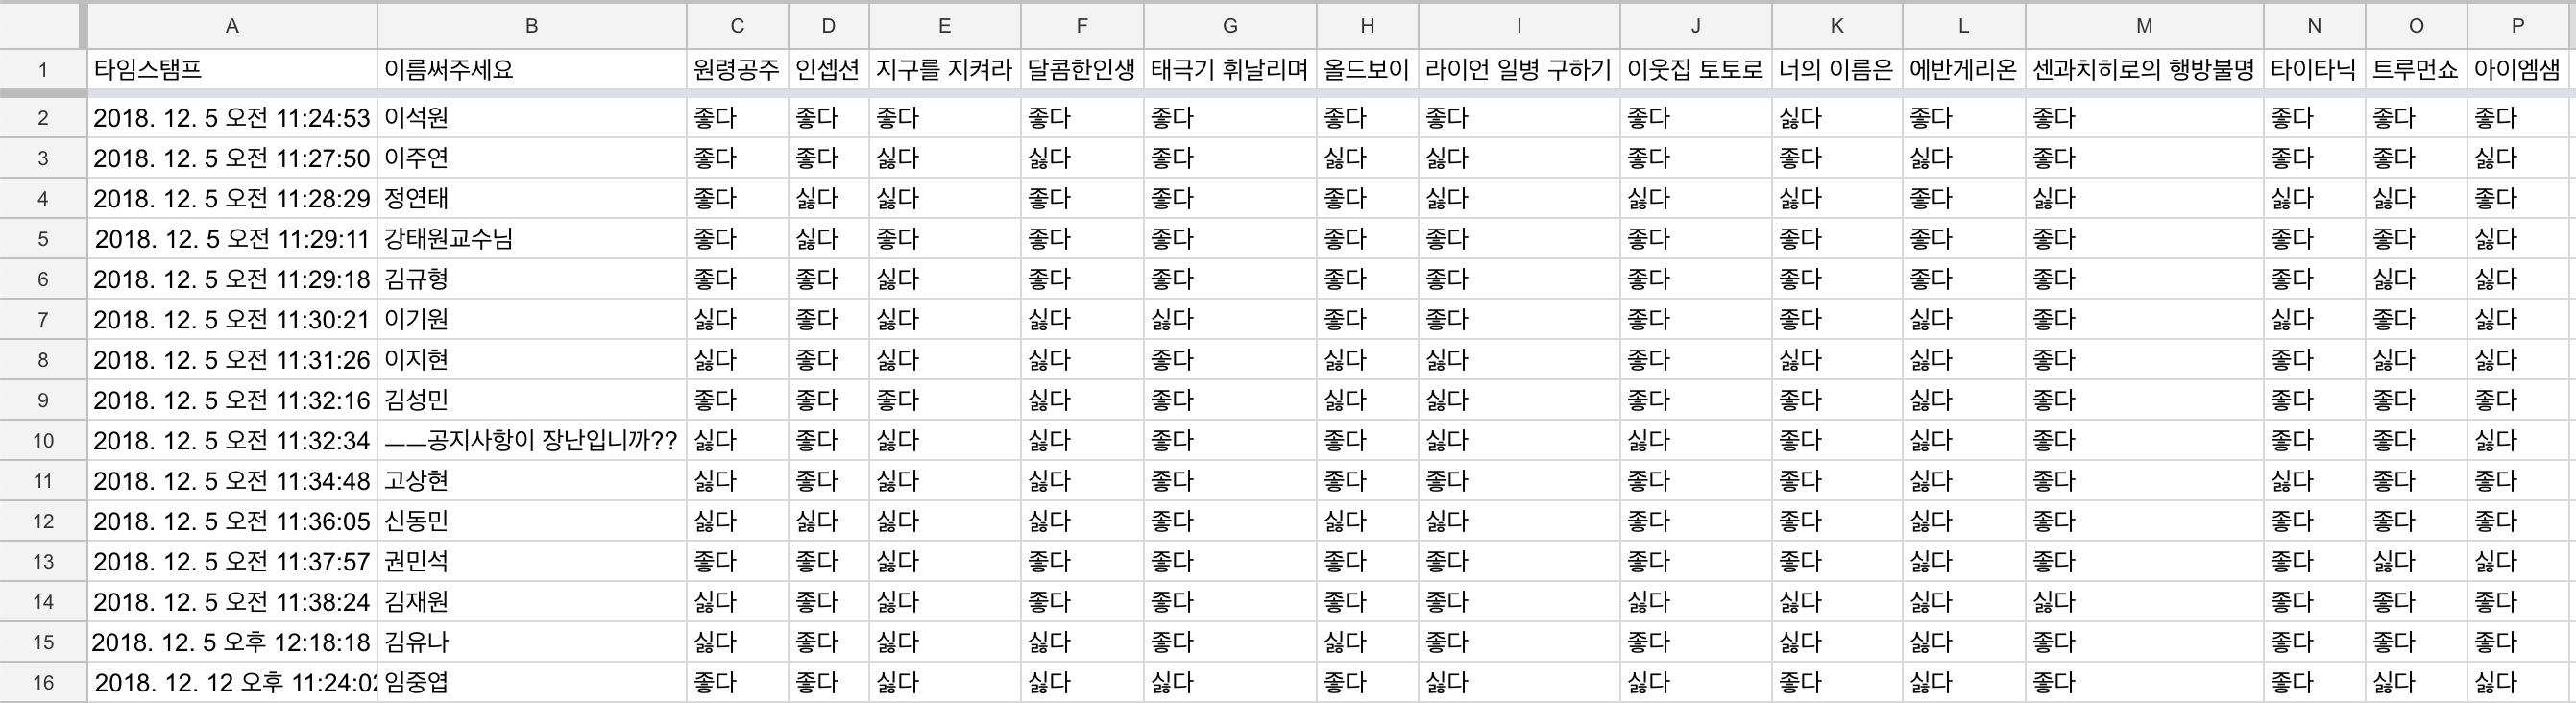 A B C D E F G H I J K L M N O P
1 타임스탬프 이름써주세요 원령공주 인셉션 지구를 지켜라 달콤한인생 태극기 휘날리며 올드보이 라이언 일병 구하기 이웃집 토토로 너의 이름은 에반게리온 센과치히로의 행방불명 타이타닉 트루먼쇼 아이엠샘
2 2018. 12. 5 오전 11:24:53 이석원 좋다 좋다 좋다 좋다 좋다 좋다 좋다 좋다 싫다 좋다 좋다 좋다 좋다 좋다
3 2018. 12. 5 오전 11:27:50 이주연 좋다 좋다 싫다 싫다 좋다 싫다 싫다 좋다 좋다 싫다 좋다 좋다 좋다 싫다
4 2018. 12. 5 오전 11:28:29 정연태 좋다 싫다 싫다 좋다 좋다 좋다 싫다 싫다 싫다 좋다 싫다 싫다 싫다 좋다
5 2018. 12. 5 오전 11:29:11 강태원교수님 좋다 싫다 좋다 좋다 좋다 좋다 좋다 좋다 좋다 좋다 좋다 좋다 좋다 싫다
6 2018. 12. 5 오전 11:29:18 김규형 좋다 좋다 싫다 좋다 좋다 좋다 좋다 좋다 좋다 좋다 좋다 좋다 싫다 싫다
7 2018. 12. 5 오전 11:30:21 이기원 싫다 좋다 싫다 싫다 싫다 좋다 좋다 좋다 좋다 싫다 좋다 싫다 좋다 싫다
8 2018. 12. 5 오전 11:31:26 이지현 싫다 좋다 싫다 싫다 좋다 싫다 싫다 좋다 싫다 싫다 좋다 좋다 싫다 싫다
9 2018. 12. 5 오전 11:32:16 김성민 좋다 좋다 좋다 싫다 좋다 싫다 싫다 좋다 좋다 좋다 좋다 좋다 좋다 좋다
10 2018. 12. 5 오전 11:32:34 ㅡㅡ공지사항이 장난입니까?? 싫다 좋다 싫다 싫다 좋다 좋다 싫다 싫다 좋다 싫다 좋다 좋다 좋다 싫다
11 2018. 12. 5 오전 11:34:48 고상현 싫다 좋다 싫다 싫다 좋다 좋다 좋다 좋다 좋다 싫다 좋다 싫다 좋다 좋다
12 2018. 12. 5 오전 11:36:05 신동민 싫다 싫다 싫다 싫다 좋다 싫다 싫다 좋다 좋다 싫다 좋다 좋다 좋다 좋다
13 2018. 12. 5 오전 11:37:57 권민석 좋다 좋다 싫다 좋다 좋다 좋다 좋다 좋다 좋다 싫다 좋다 좋다 싫다 싫다
14 2018. 12. 5 오전 11:38:24 김재원 싫다 좋다 싫다 좋다 좋다 좋다 좋다 싫다 싫다 싫다 싫다 좋다 좋다 좋다
15 2018. 12. 5 오후 12:18:18 김유나 싫다 좋다 싫다 싫다 좋다 싫다 좋다 좋다 싫다 싫다 좋다 좋다 좋다 좋다
16 2018. 12. 12 오후 11:24:02 임중엽 좋다 좋다 싫다 싫다 싫다 좋다 싫다 싫다 좋다 싫다 좋다 좋다 싫다 싫다